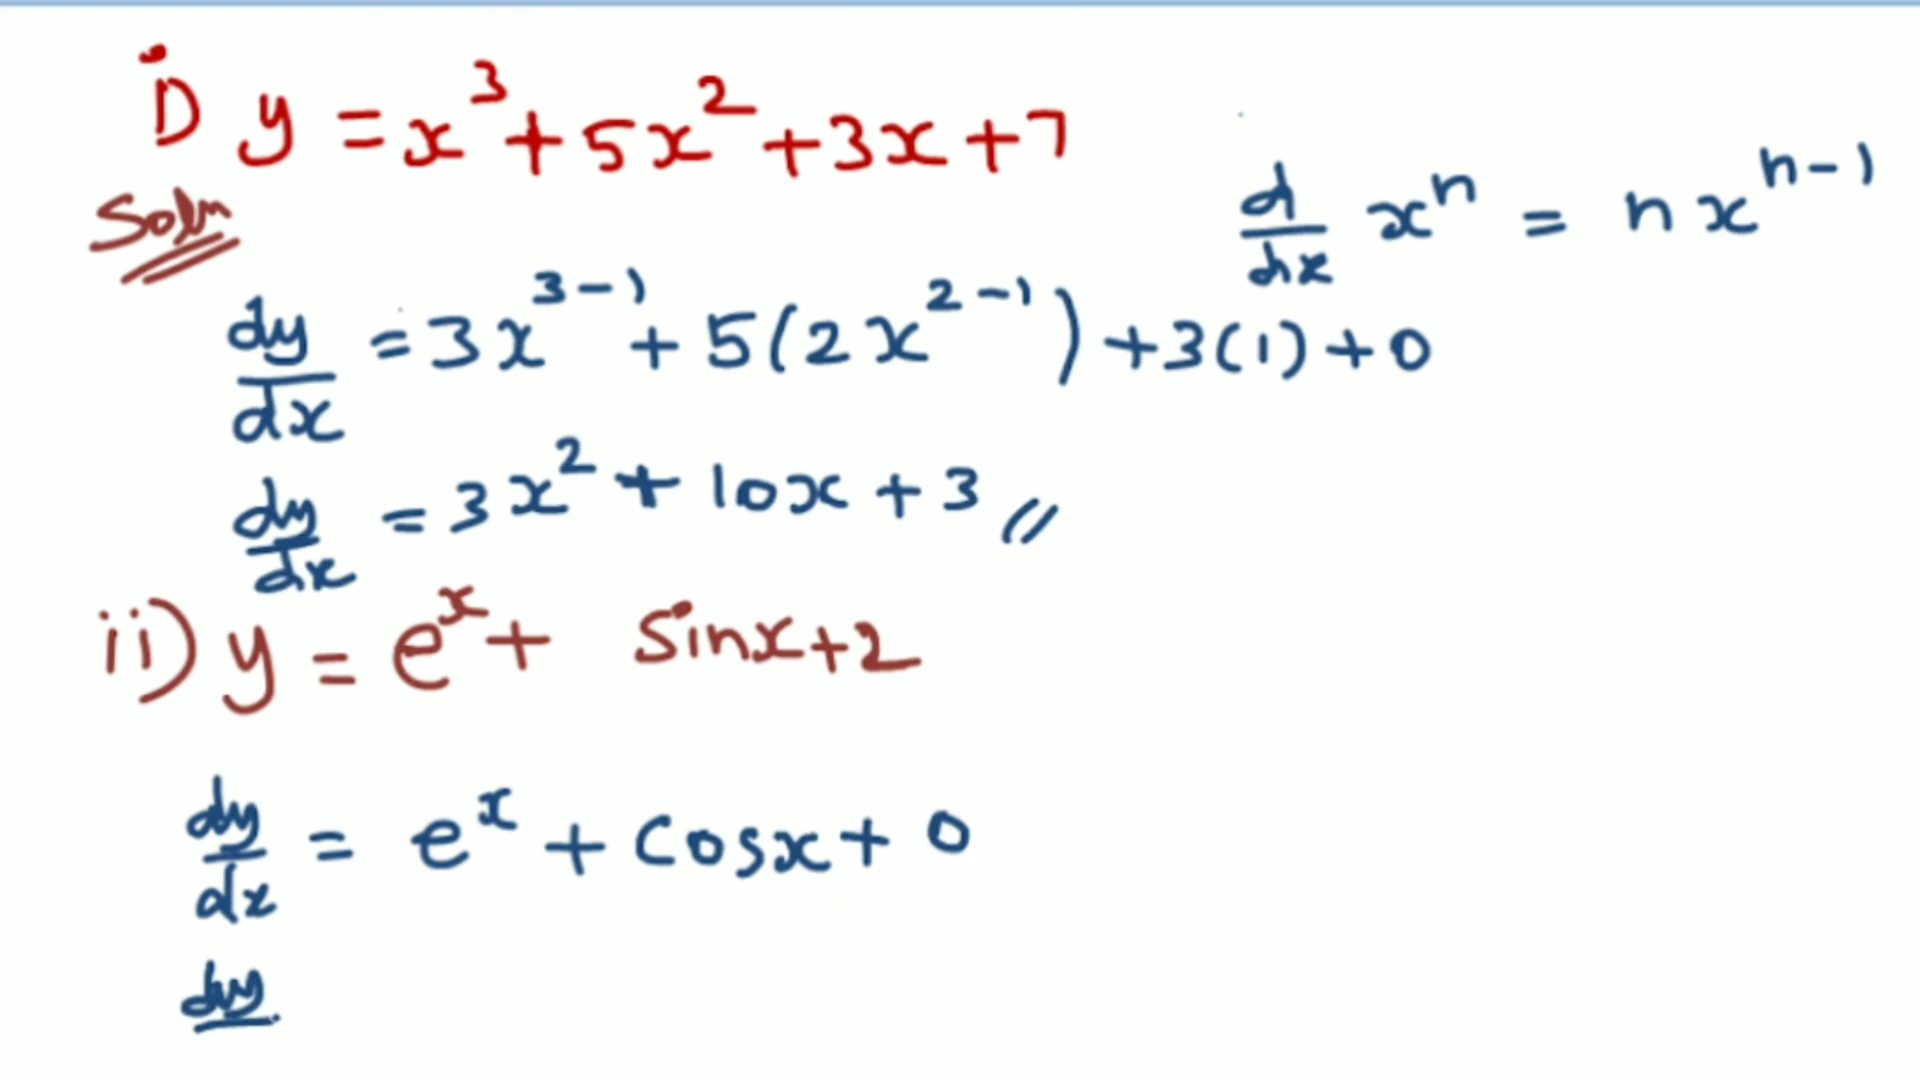 i) y = x³ + 5x² + 3x + 7
Soln
d/dx xⁿ = n xⁿ⁻¹
dy/dx = 3x³⁻¹ + 5(2x²⁻¹) + 3(1) + 0
dy/dx = 3x² + 10x + 3 //
ii) y = eˣ + sinx + 2
dy/dx = eˣ + cosx + 0
dy